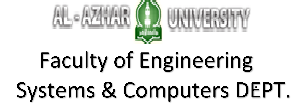 AL-AZHAR UNIVERSITY
Faculty of Engineering
Systems & Computers DEPT.